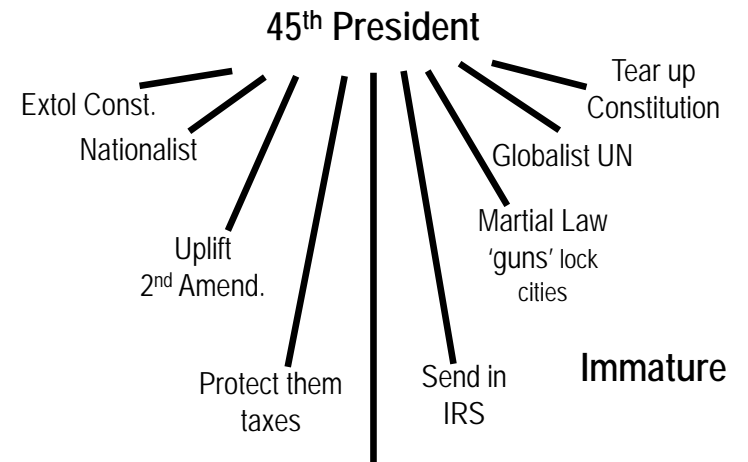 45th President
Extol Const.
Nationalist
Uplift
2nd Amend.
Protect them
taxes
Tear up
Constitution
Globalist UN
Martial Law
'guns' lock
cities
Send in
IRS
Immature